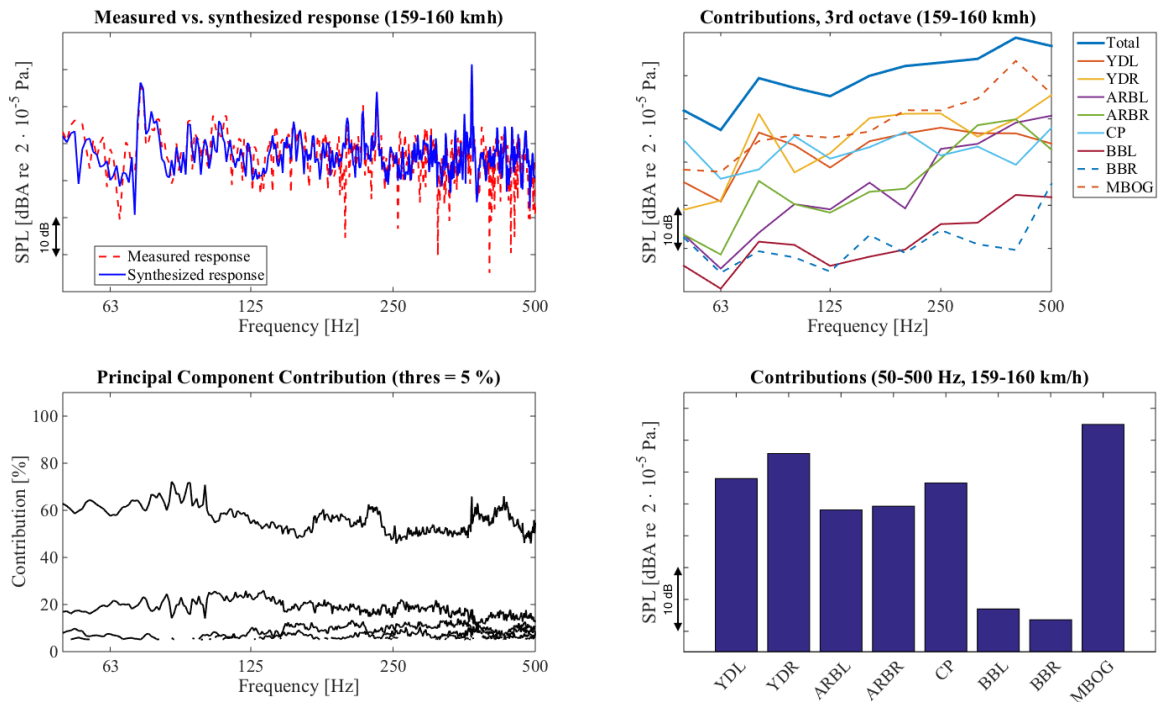 Measured vs. synthesized response (159-160 kmh)
SPL [dBA re 2 · 10⁻⁵ Pa.]
10 dB
Measured response
Synthesized response
63 125 250 500
Frequency [Hz]
Contributions, 3rd octave (159-160 kmh)
SPL [dBA re 2 · 10⁻⁵ Pa.]
10 dB
63 125 250 500
Frequency [Hz]
Total
YDL
YDR
ARBL
ARBR
CP
BBL
BBR
MBOG
Principal Component Contribution (thres = 5 %)
Contribution [%]
100
80
60
40
20
0
63 125 250 500
Frequency [Hz]
Contributions (50-500 Hz, 159-160 km/h)
SPL [dBA re 2 · 10⁻⁵ Pa.]
10 dB
YDL YDR ARBL ARBR CP BBL BBR MBOG